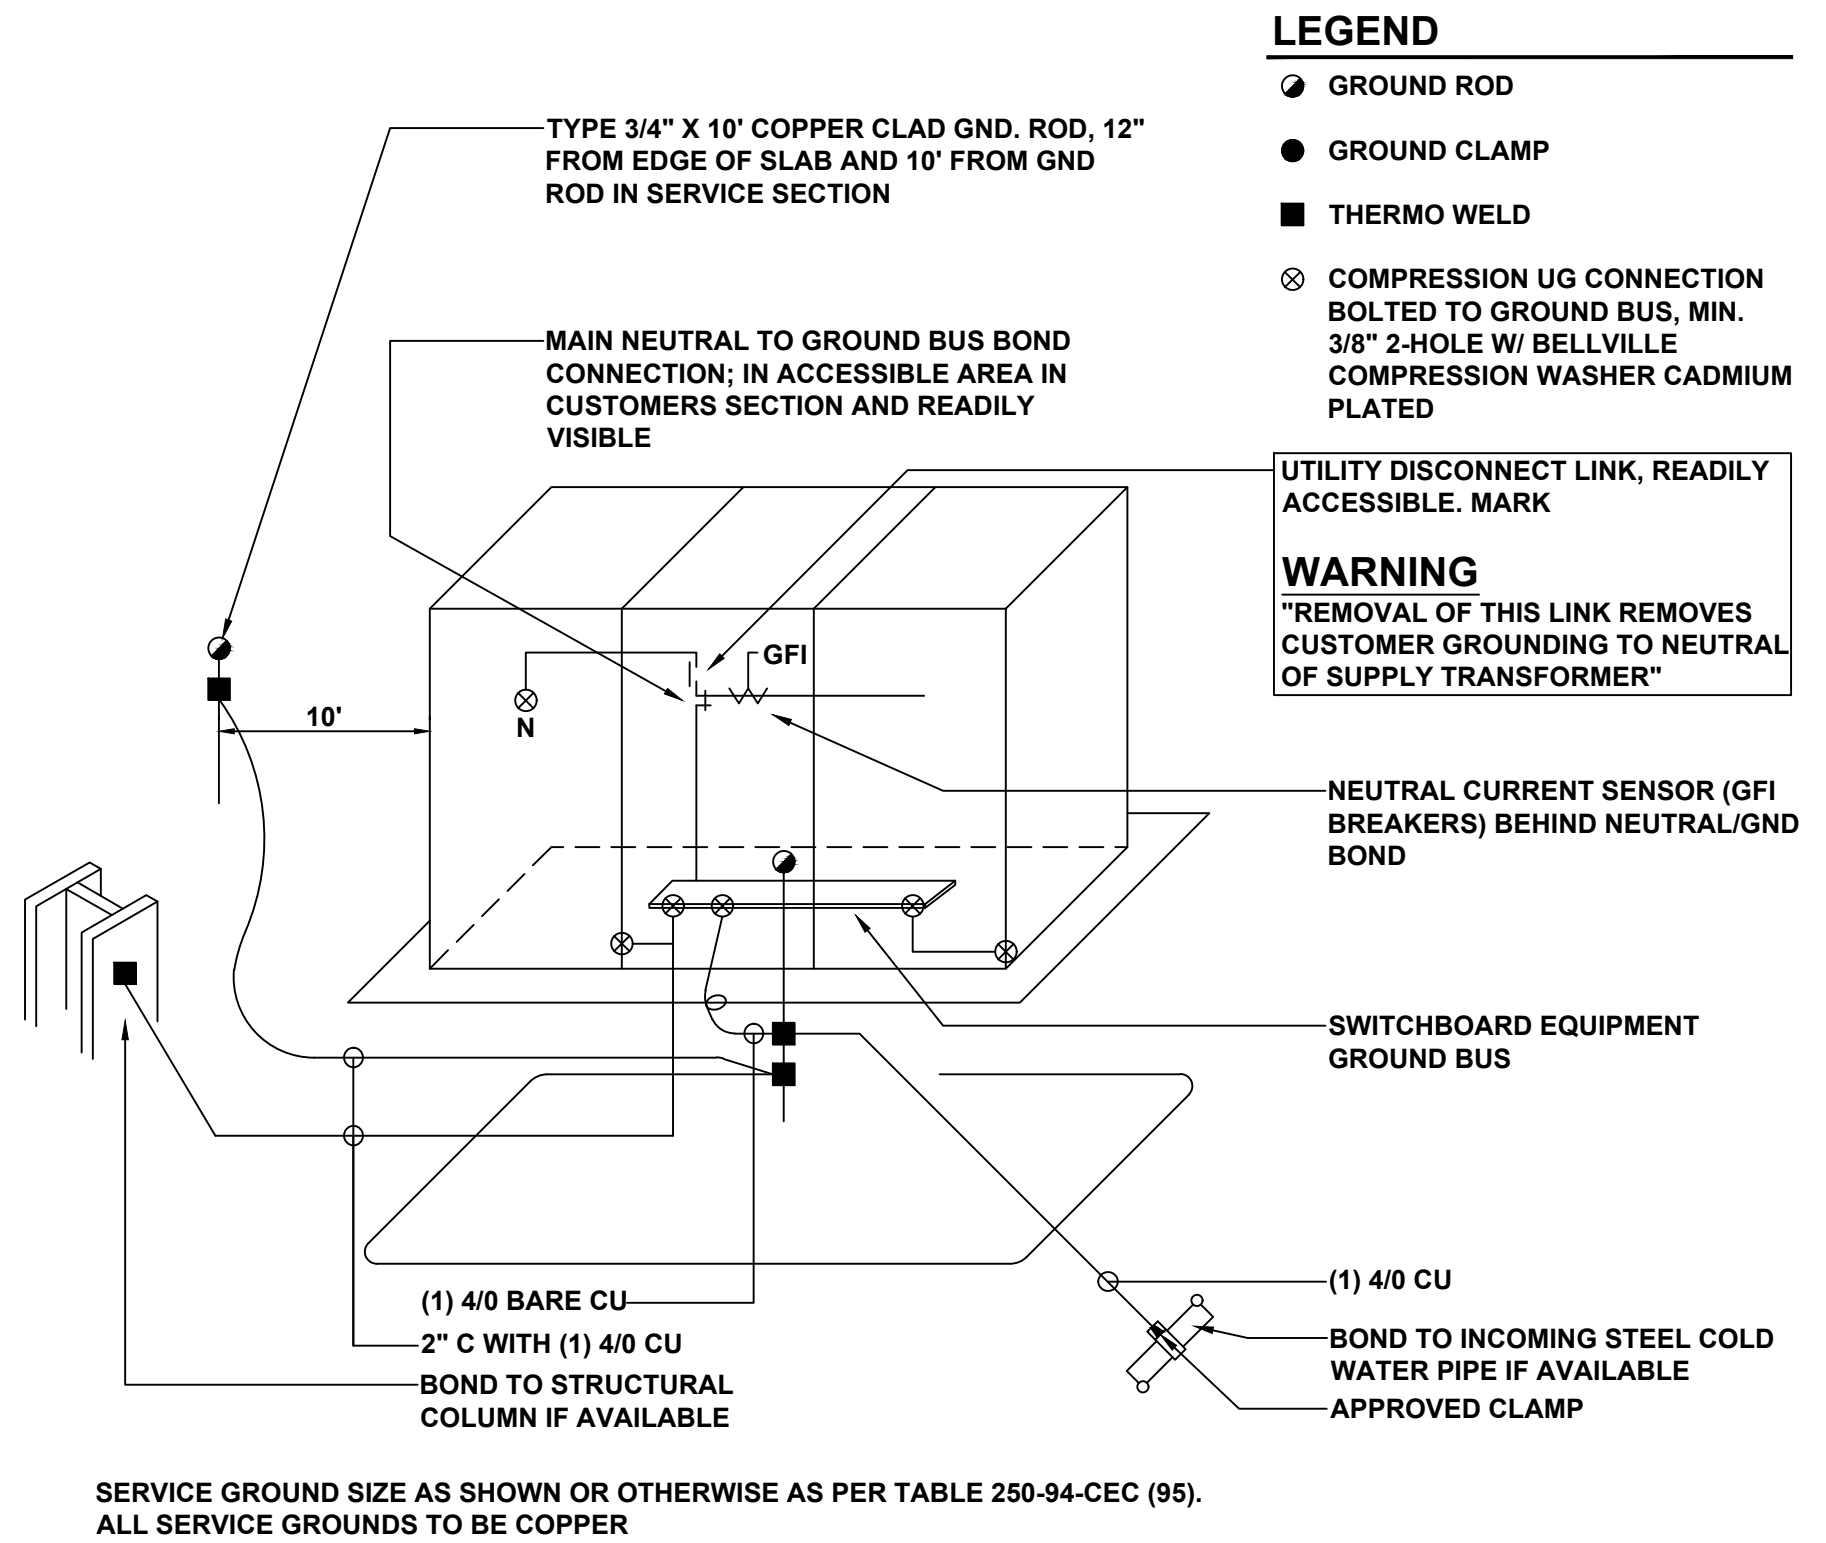 LEGEND
GROUND ROD
GROUND CLAMP
THERMO WELD
COMPRESSION UG CONNECTION
BOLTED TO GROUND BUS, MIN.
3/8" 2-HOLE W/ BELLVILLE
COMPRESSION WASHER CADMIUM
PLATED
TYPE 3/4" X 10' COPPER CLAD GND. ROD, 12"
FROM EDGE OF SLAB AND 10' FROM GND
ROD IN SERVICE SECTION
MAIN NEUTRAL TO GROUND BUS BOND
CONNECTION; IN ACCESSIBLE AREA IN
CUSTOMERS SECTION AND READILY
VISIBLE
UTILITY DISCONNECT LINK, READILY
ACCESSIBLE. MARK
WARNING
"REMOVAL OF THIS LINK REMOVES
CUSTOMER GROUNDING TO NEUTRAL
OF SUPPLY TRANSFORMER"
GFI
N
10'
NEUTRAL CURRENT SENSOR (GFI
BREAKERS) BEHIND NEUTRAL/GND
BOND
SWITCHBOARD EQUIPMENT
GROUND BUS
(1) 4/0 BARE CU
2" C WITH (1) 4/0 CU
BOND TO STRUCTURAL
COLUMN IF AVAILABLE
(1) 4/0 CU
BOND TO INCOMING STEEL COLD
WATER PIPE IF AVAILABLE
APPROVED CLAMP
SERVICE GROUND SIZE AS SHOWN OR OTHERWISE AS PER TABLE 250-94-CEC (95).
ALL SERVICE GROUNDS TO BE COPPER